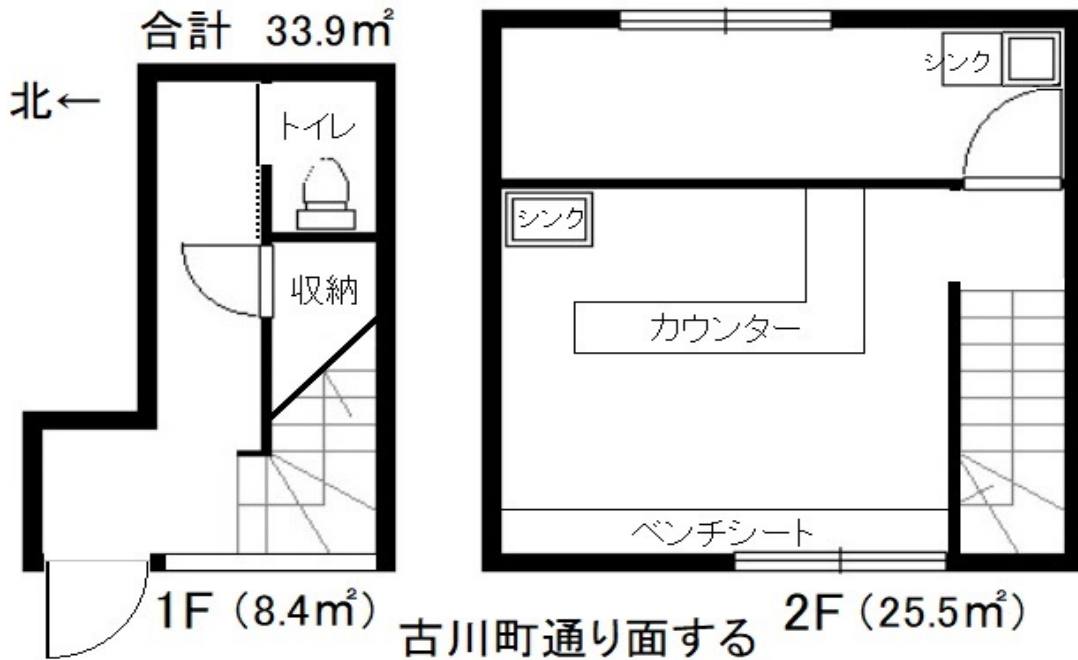 合計 33.9㎡
北←
トイレ
収納
1F（8.4㎡）
シンク
シンク
カウンター
ベンチシート
2F（25.5㎡）
古川町通り面する